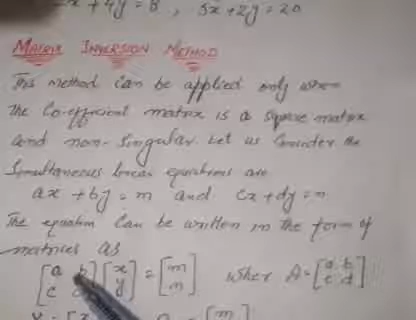 x + 4y = 8 , 5x + 2y = 20
MATRIX INVERSION METHOD
This method can be applied only when
the Co-efficient matrix is a square matrix
and non-singular. Let us Consider the
Simultaneous linear equations are
ax + by = m and cx + dy = n
The equation Can be written in the form of
matrices as
[a b] [x] = [m] wher A = [a b]
c y n c d
[m]